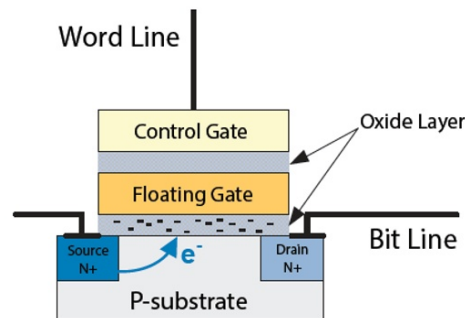 Word Line
Control Gate
Oxide Layer
Floating Gate
Source
N+
e-
Drain
N+
Bit Line
P-substrate